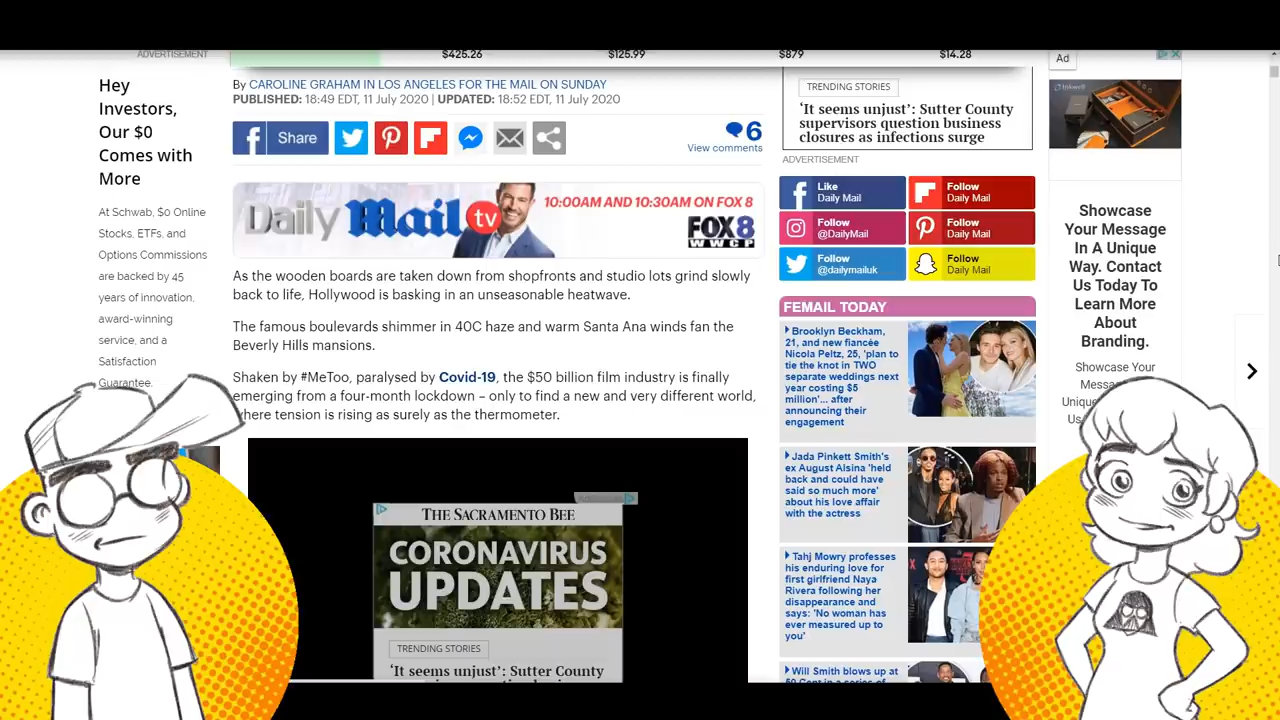 ADVERTISEMENT
$425.26
$125.99
$879
$14.28
Hey
Investors,
Our $0
Comes with
More
At Schwab, $0 Online
Stocks, ETFs, and
Options Commissions
are backed by 45
years of innovation,
award-winning
service, and a
Satisfaction
Guarantee.
By CAROLINE GRAHAM IN LOS ANGELES FOR THE MAIL ON SUNDAY
PUBLISHED: 18:49 EDT, 11 July 2020 | UPDATED: 18:52 EDT, 11 July 2020
Share
6
View comments
Daily Mail tv
10:00AM AND 10:30AM ON FOX 8
FOX8
WWCP
As the wooden boards are taken down from shopfronts and studio lots grind slowly
back to life, Hollywood is basking in an unseasonable heatwave.
The famous boulevards shimmer in 40C haze and warm Santa Ana winds fan the
Beverly Hills mansions.
Shaken by #MeToo, paralysed by Covid-19, the $50 billion film industry is finally
emerging from a four-month lockdown – only to find a new and very different world,
where tension is rising as surely as the thermometer.
THE SACRAMENTO BEE
CORONAVIRUS
UPDATES
TRENDING STORIES
‘It seems unjust’: Sutter County
TRENDING STORIES
‘It seems unjust’: Sutter County
supervisors question business
closures as infections surge
ADVERTISEMENT
Like
Daily Mail
Follow
Daily Mail
Follow
@DailyMail
Follow
Daily Mail
Follow
@dailymailuk
Follow
Daily Mail
FEMAIL TODAY
Brooklyn Beckham,
21, and new fiancée
Nicola Peltz, 25, 'plan to
tie the knot in TWO
separate weddings next
year costing $5
million'... after
announcing their
engagement
Jada Pinkett Smith's
ex August Alsina 'held
back and could have
said so much more'
about his love affair
with the actress
Tahj Mowry professes
his enduring love for
first girlfriend Naya
Rivera following her
disappearance and
says: 'No woman has
ever measured up to
you'
Will Smith blows up at
50 Cent in a series of
Ad
Showcase
Your Message
In A Unique
Way. Contact
Us Today To
Learn More
About
Branding.
Showcase Your